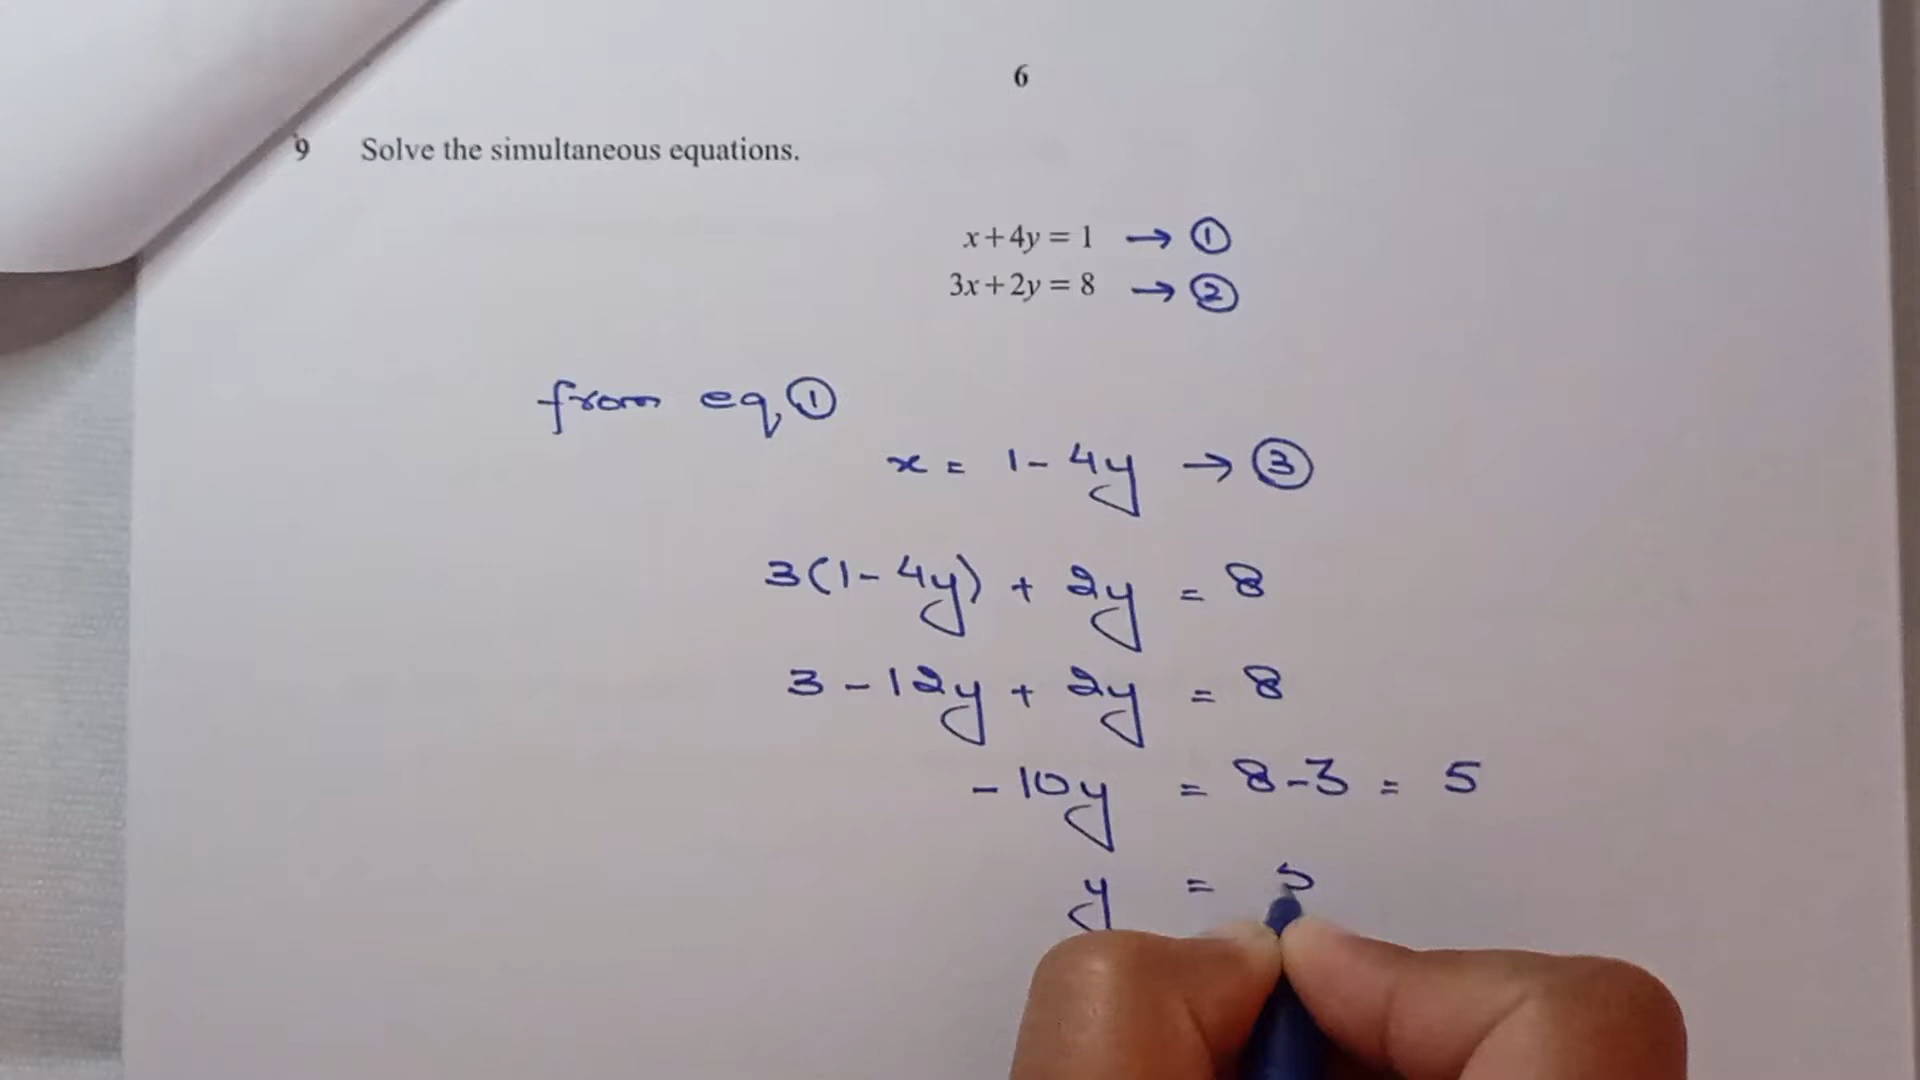 6
9 Solve the simultaneous equations.
x+4y = 1 → ①
3x+2y = 8 → ②
from eq ①
x = 1 - 4y → ③
3(1 - 4y) + 2y = 8
3 - 12y + 2y = 8
- 10y = 8 - 3 = 5
y = 5